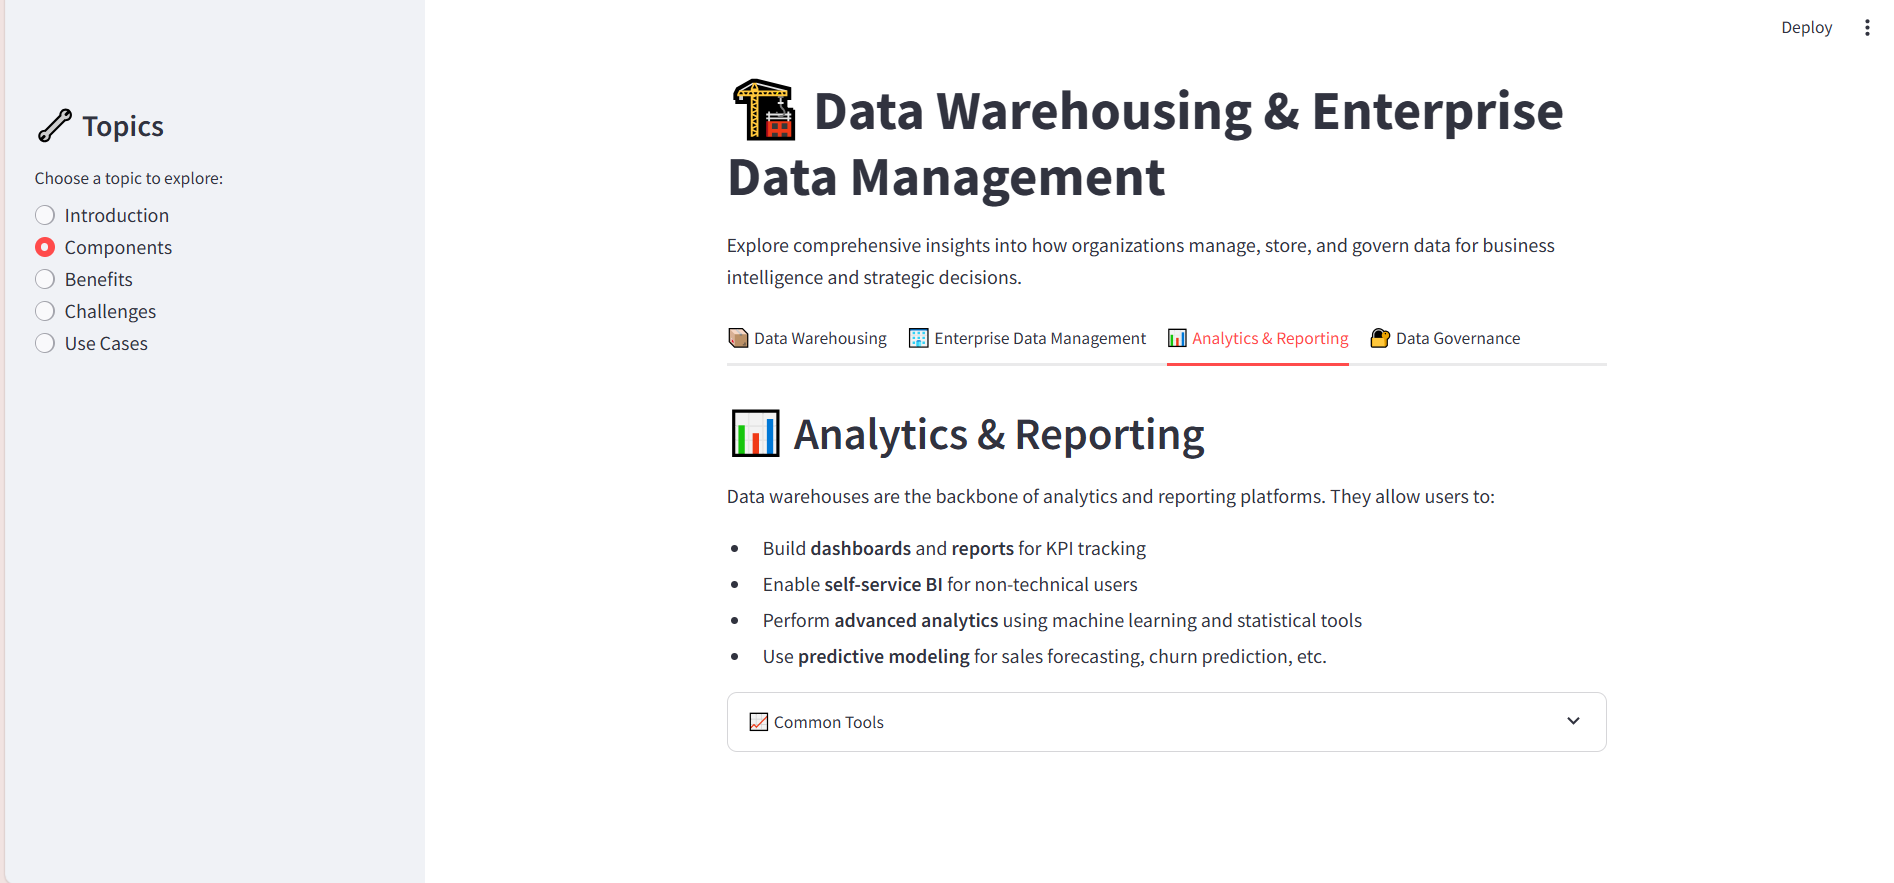 Deploy
Topics
Choose a topic to explore:
Introduction
Components
Benefits
Challenges
Use Cases
Data Warehousing & Enterprise
Data Management
Explore comprehensive insights into how organizations manage, store, and govern data for business
intelligence and strategic decisions.
Data Warehousing Enterprise Data Management Analytics & Reporting Data Governance
Analytics & Reporting
Data warehouses are the backbone of analytics and reporting platforms. They allow users to:
• Build dashboards and reports for KPI tracking
• Enable self-service BI for non-technical users
• Perform advanced analytics using machine learning and statistical tools
• Use predictive modeling for sales forecasting, churn prediction, etc.
Common Tools